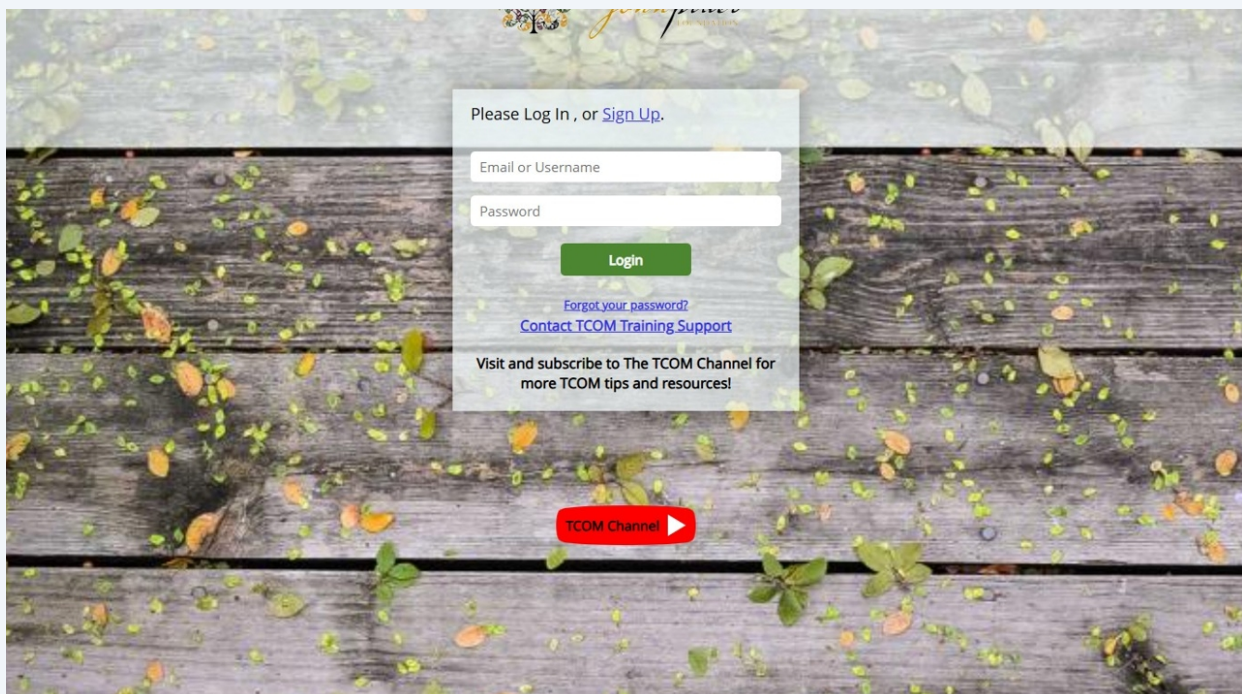 Please Log In , or Sign Up.
Email or Username
Password
Login
Forgot your password?
Contact TCOM Training Support
Visit and subscribe to The TCOM Channel for
more TCOM tips and resources!
TCOM Channel